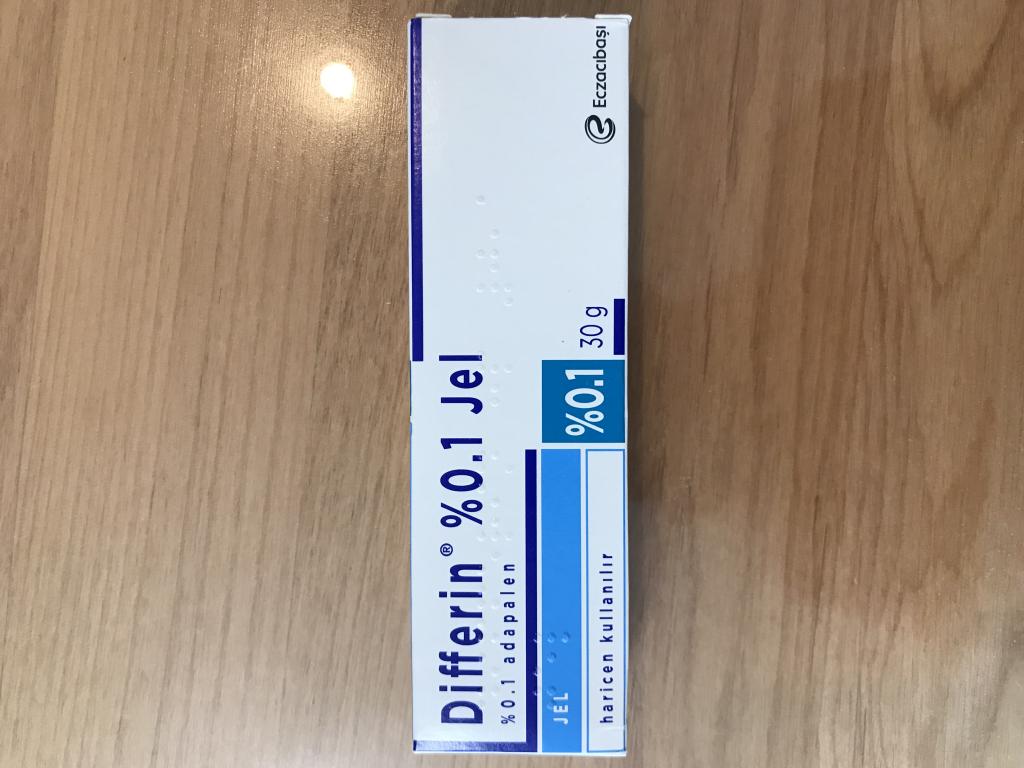 Differin® %0.1 Jel
%0.1 adapalen
JEL
%0.1
30 g
haricen kullanılır
Eczacıbaşı